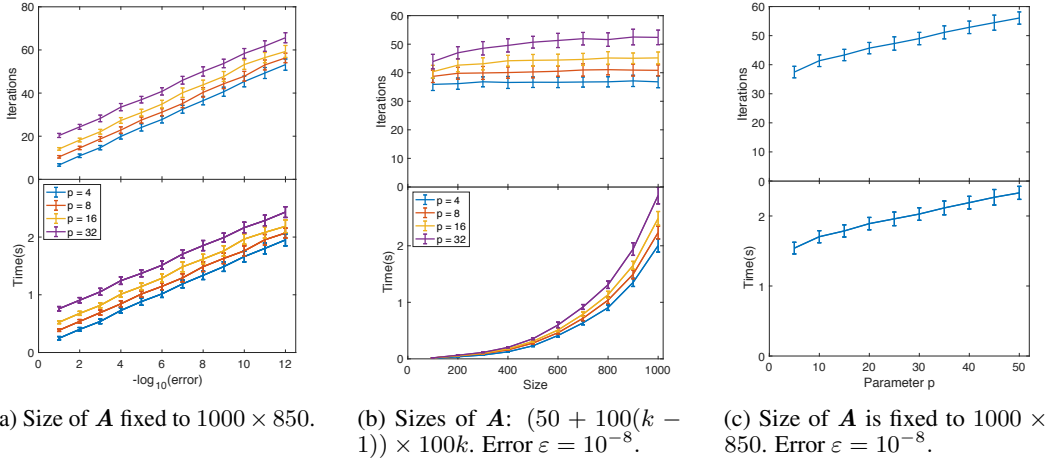 60
80
60
40
20
0
Iterations
2
1
0
Time(s)
p = 4
p = 8
p = 16
p = 32
0 2 4 6 8 10 12
-log10(error)
60
50
40
30
20
10
0
Iterations
2
1
0
Time(s)
p = 4
p = 8
p = 16
p = 32
0 200 400 600 800 1000
Size
60
50
40
30
20
10
0
Iterations
2
1
0
Time(s)
0 10 20 30 40 50
Parameter p
a) Size of A fixed to 1000 × 850.
(b) Sizes of A: (50 + 100(k −
1)) × 100k. Error ε = 10^−8.
(c) Size of A is fixed to 1000 ×
850. Error ε = 10^−8.